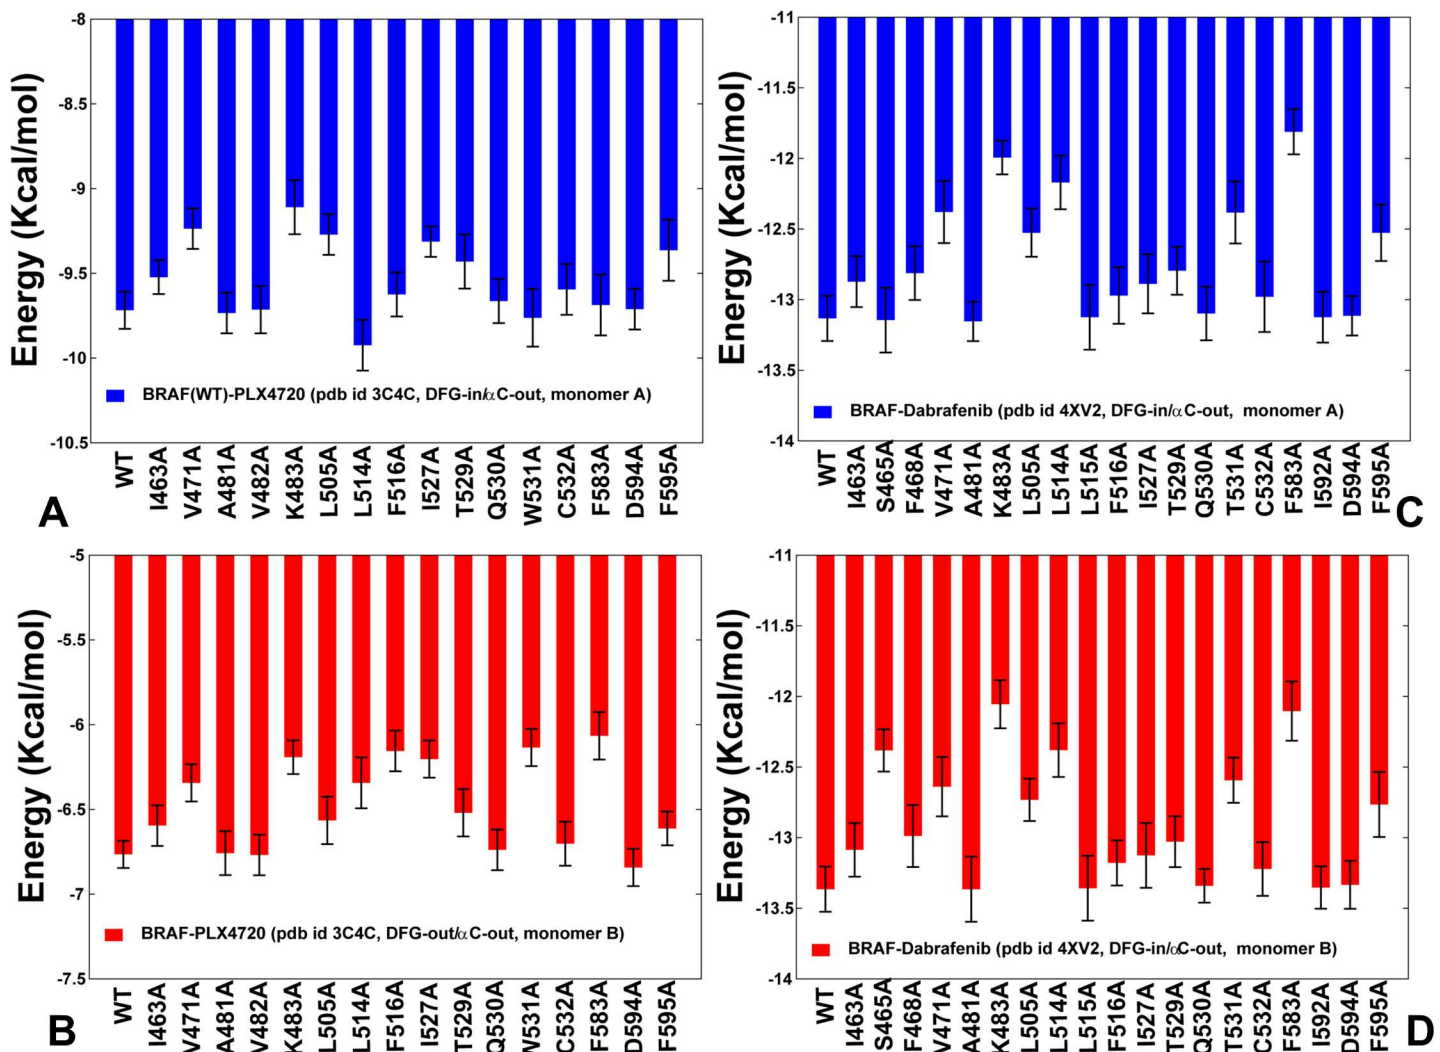 Energy (Kcal/mol)
-8
-8.5
-9
-9.5
-10
-10.5
BRAF(WT)-PLX4720 (pdb id 3C4C, DFG-in/αC-out, monomer A)
WT I463A V471A A481A V482A K483A L505A L514A F516A I527A T529A Q530A W531A C532A F583A D594A F595A
A
Energy (Kcal/mol)
-11
-11.5
-12
-12.5
-13
-13.5
-14
BRAF-Dabrafenib (pdb id 4XV2, DFG-in/αC-out, monomer A)
WT I463A S465A F468A V471A A481A K483A L505A L514A L515A F516A I527A T529A Q530A T531A C532A F583A I592A D594A F595A
C
Energy (Kcal/mol)
-5
-5.5
-6
-6.5
-7
-7.5
BRAF-PLX4720 (pdb id 3C4C, DFG-out/αC-out, monomer B)
WT I463A V471A A481A V482A K483A L505A L514A F516A I527A T529A Q530A W531A C532A F583A D594A F595A
B
Energy (Kcal/mol)
-11
-11.5
-12
-12.5
-13
-13.5
-14
BRAF-Dabrafenib (pdb id 4XV2, DFG-in/αC-out, monomer B)
WT I463A S465A F468A V471A A481A K483A L505A L514A L515A F516A I527A T529A Q530A T531A C532A F583A I592A D594A F595A
D